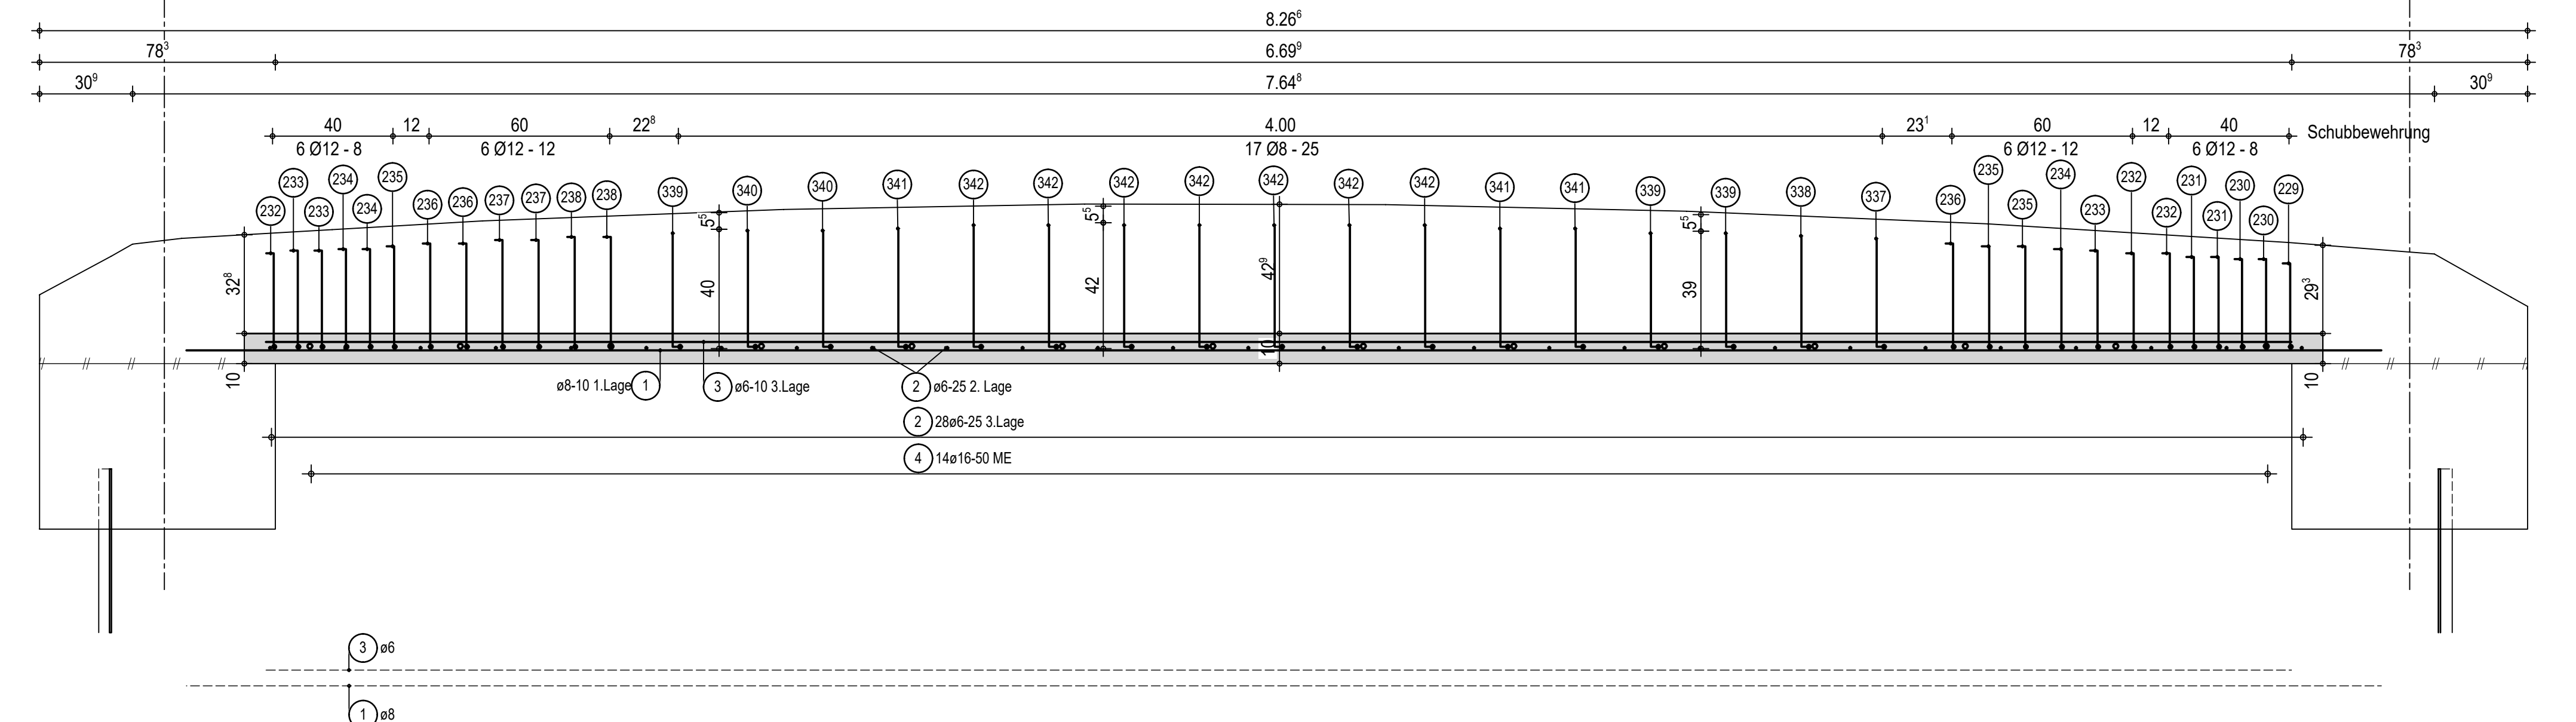 8.26⁶
78³ 6.69⁹ 78³
30⁹ 7.64⁸ 30⁹
40 12 60 22⁸ 4.00 23¹ 60 12 40 Schubbewehrung
6 Ø12 - 8 6 Ø12 - 12 17 Ø8 - 25 6 Ø12 - 12 6 Ø12 - 8
232 233 233 234 234 235 236 236 237 237 238 238 339 340 340 341 342 342 342 342 342 342 342 341 341 339 339 338 337 236 235 235 234 233 232 232 231 231 230 230 229
5⁵ 5⁵ 5⁵
32⁸ 40 42 42⁹ 39 29³
10 10 10
ø8-10 1.Lage 1 3 ø6-10 3.Lage 2 ø6-25 2. Lage
2 28ø6-25 3.Lage
4 14ø16-50 ME
3 ø6
1 ø8